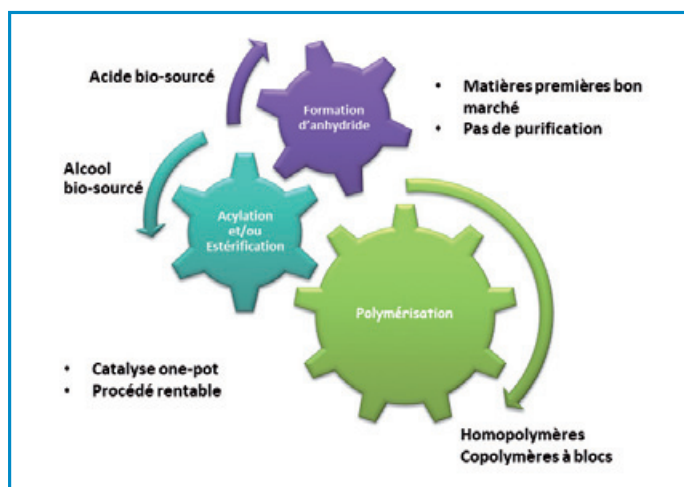 Acide bio-sourcé
Formation
d'anhydride
• Matières premières bon
marché
• Pas de purification
Alcool
bio-sourcé
Acylation
et/ou
Estérification
Polymérisation
• Catalyse one-pot
• Procédé rentable
Homopolymères
Copolymères à blocs